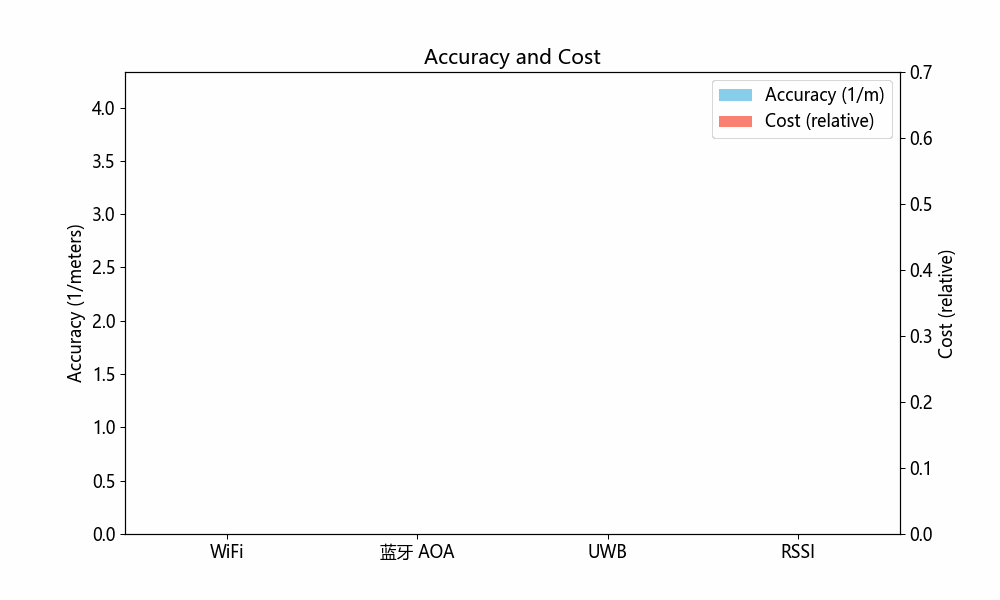 Accuracy and Cost
Accuracy (1/m)
Cost (relative)
4.0
3.5
3.0
2.5
2.0
1.5
1.0
0.5
0.0
Accuracy (1/meters)
0.7
0.6
0.5
0.4
0.3
0.2
0.1
0.0
Cost (relative)
WiFi
蓝牙 AOA
UWB
RSSI